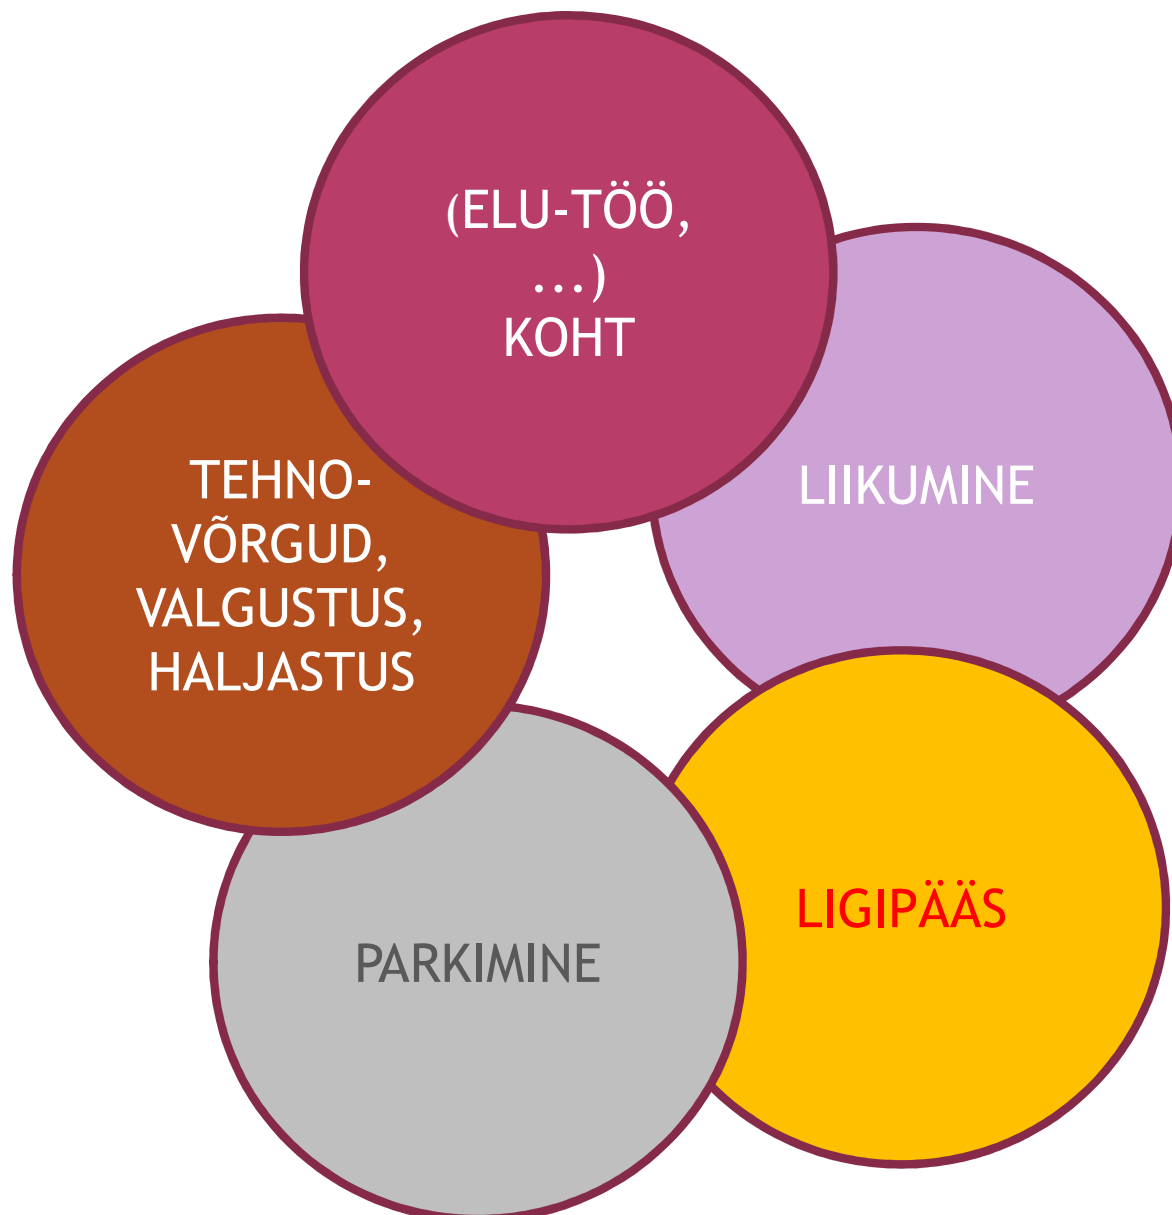 (ELU-TÖÖ,
...)
KOHT
LIIKUMINE
TEHNO-
VÕRGUD,
VALGUSTUS,
HALJASTUS
LIGIPÄÄS
PARKIMINE